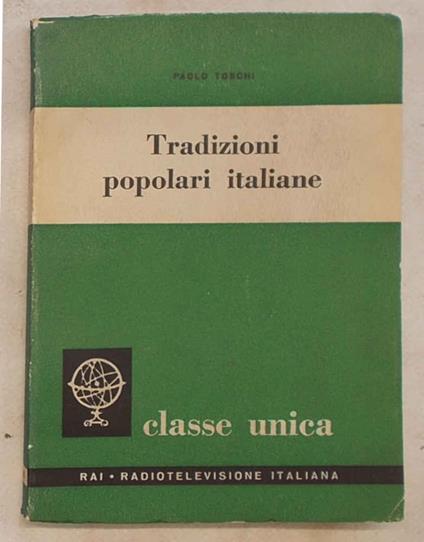 PAOLO TOSCHI
Tradizioni
popolari italiane
classe unica
RAI • RADIOTELEVISIONE ITALIANA